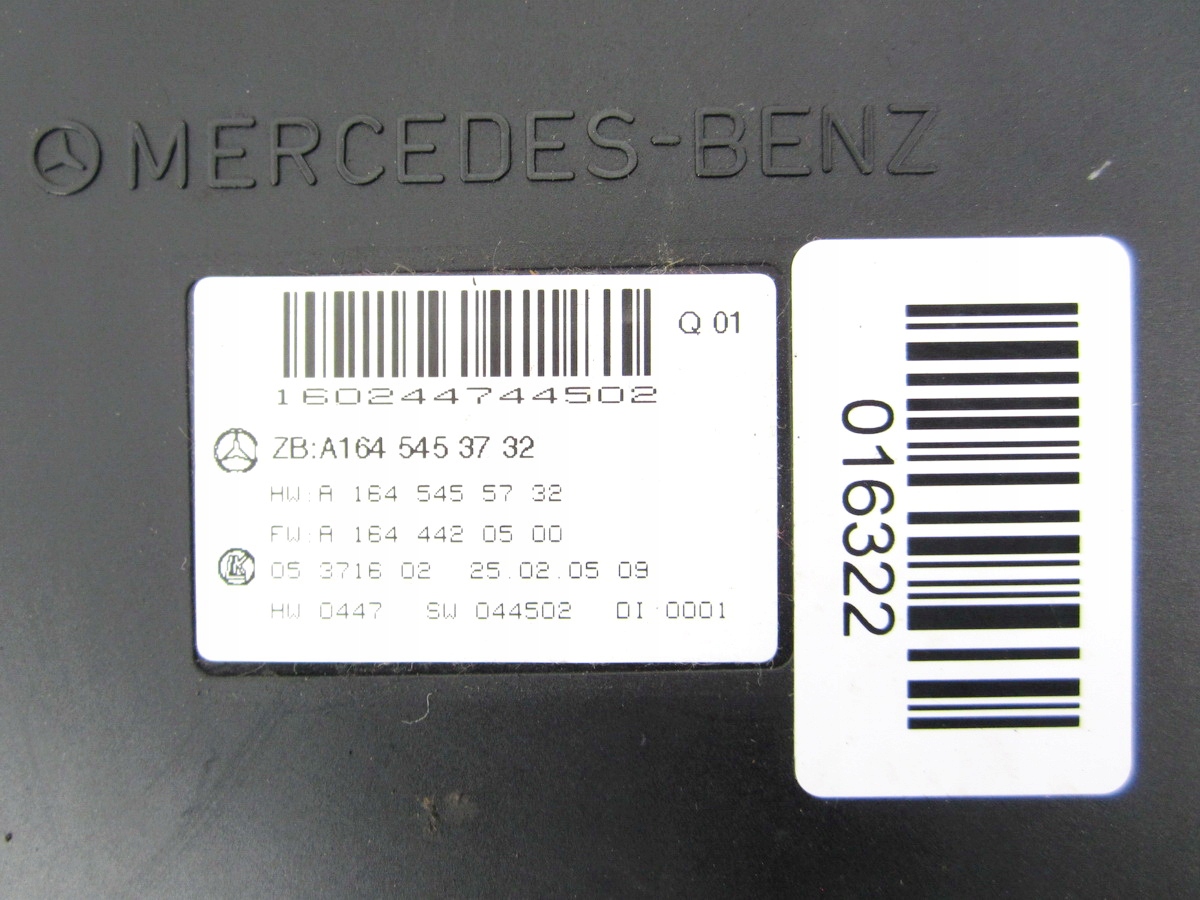 MERCEDES-BENZ
Q 01
160244744502
ZB:A164 545 37 32
HW:A 164 545 57 32
FW:A 164 442 05 00
K 05 3716 02 25.02.05 09
HW 0447 SW 044502 DI 0001
016322